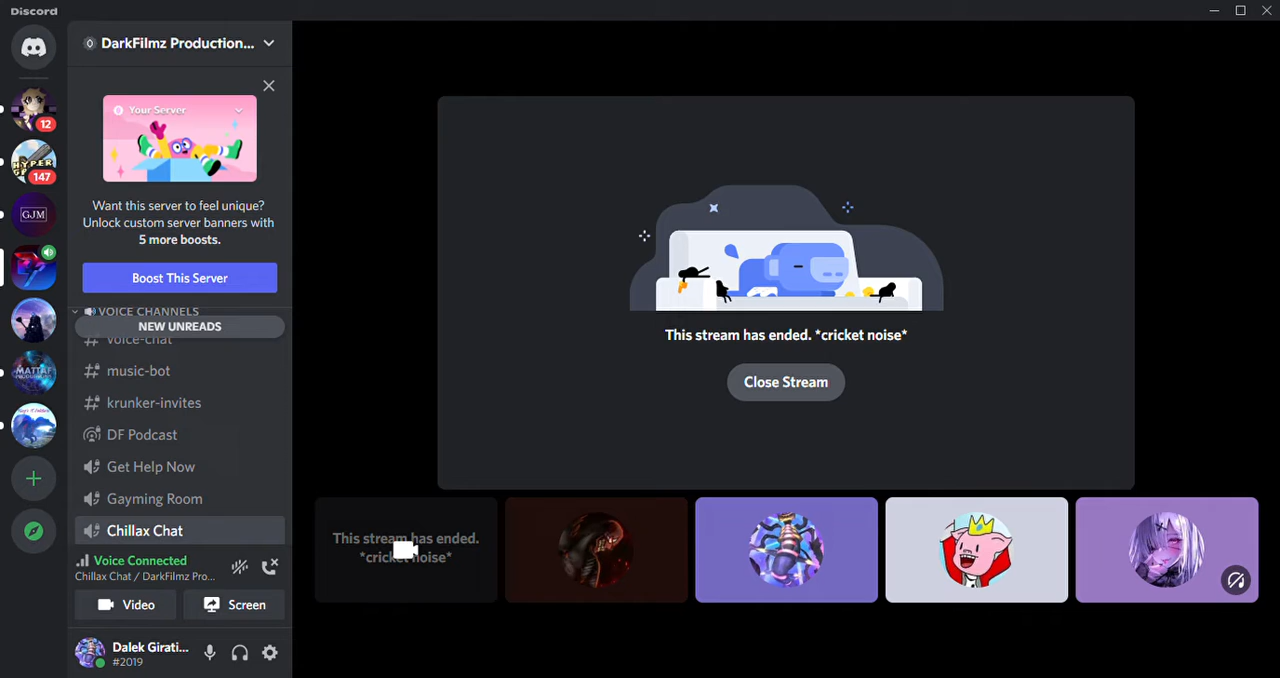 Discord
DarkFilmz Production...
Your Server
Want this server to feel unique?
Unlock custom server banners with
5 more boosts.
Boost This Server
VOICE CHANNELS
NEW UNREADS
voice-chat
music-bot
krunker-invites
DF Podcast
Get Help Now
Gayming Room
Chillax Chat
Voice Connected
Chillax Chat / DarkFilmz Pro...
Video
Screen
Dalek Girati...
#2019
12
147
GJM
This stream has ended. *cricket noise*
Close Stream
This stream has ended.
*cricket noise*